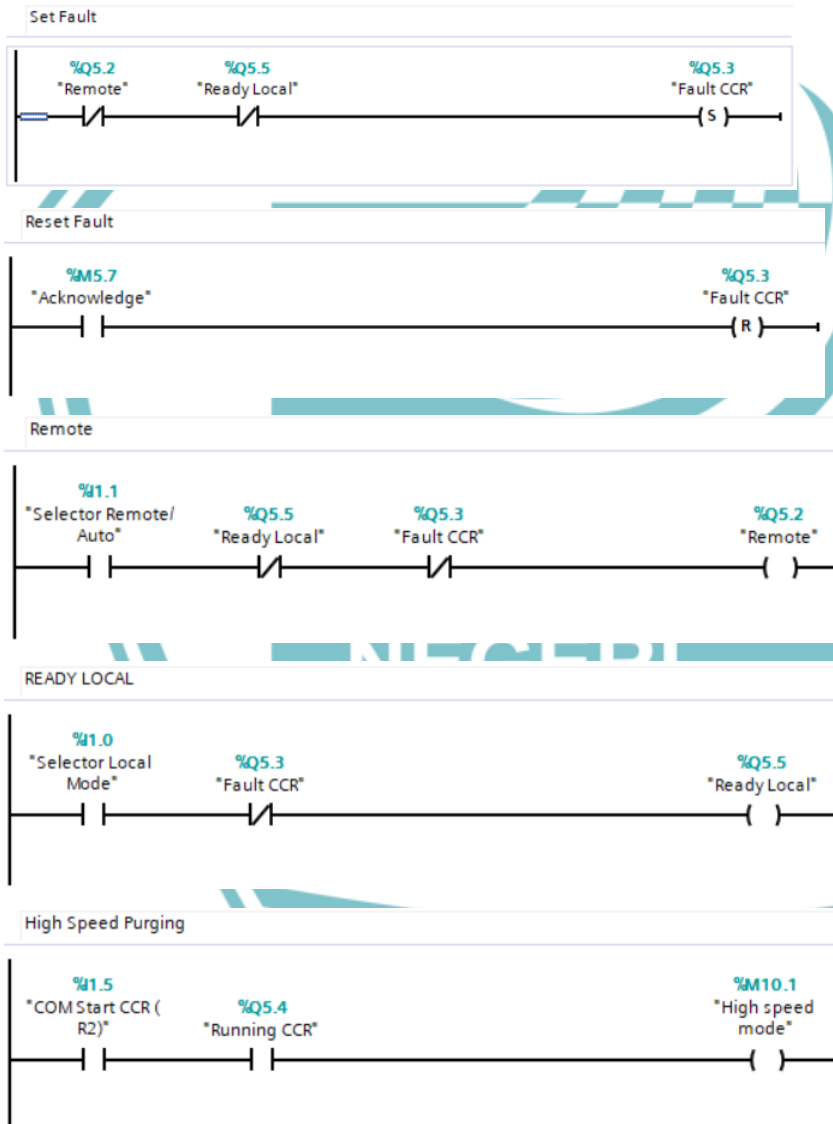 Set Fault
%Q5.2 %Q5.5 %Q5.3
"Remote" "Ready Local" "Fault CCR"
S
Reset Fault
%M5.7 %Q5.3
"Acknowledge" "Fault CCR"
R
Remote
%I1.1
"Selector Remote/ %Q5.5 %Q5.3 %Q5.2
Auto" "Ready Local" "Fault CCR" "Remote"
NEGERI
READY LOCAL
%I1.0
"Selector Local %Q5.3 %Q5.5
Mode" "Fault CCR" "Ready Local"
High Speed Purging
%I1.5 %M10.1
"COM Start CCR ( %Q5.4 "High speed
R2)" "Running CCR" mode"